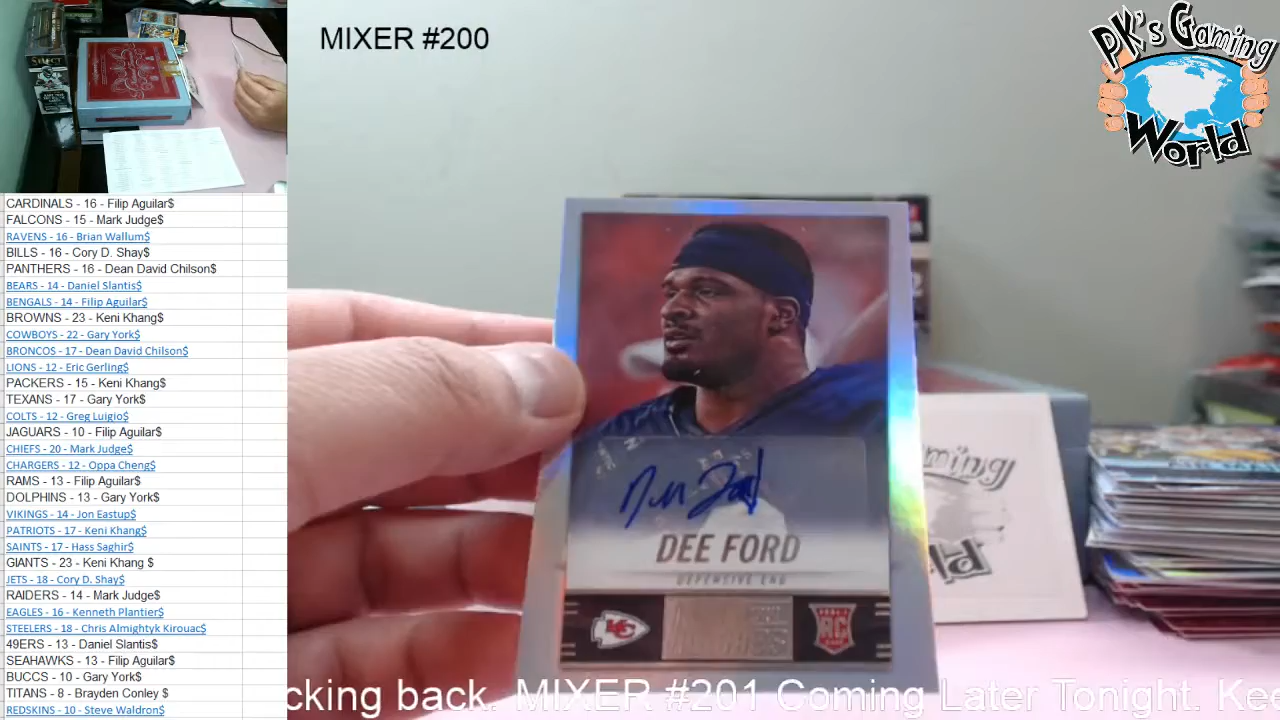 MIXER #200
PK's Gaming
World
CARDINALS - 16 - Filip Aguilar$
FALCONS - 15 - Mark Judge$
RAVENS - 16 - Brian Wallum$
BILLS - 16 - Cory D. Shay$
PANTHERS - 16 - Dean David Chilson$
BEARS - 14 - Daniel Slantis$
BENGALS - 14 - Filip Aguilar$
BROWNS - 23 - Keni Khang$
COWBOYS - 22 - Gary York$
BRONCOS - 17 - Dean David Chilson$
LIONS - 12 - Eric Gerling$
PACKERS - 15 - Keni Khang$
TEXANS - 17 - Gary York$
COLTS - 12 - Greg Luigio$
JAGUARS - 10 - Filip Aguilar$
CHIEFS - 20 - Mark Judge$
CHARGERS - 12 - Oppa Cheng$
RAMS - 13 - Filip Aguilar$
DOLPHINS - 13 - Gary York$
VIKINGS - 14 - Jon Eastup$
PATRIOTS - 17 - Keni Khang$
SAINTS - 17 - Hass Saghir$
GIANTS - 23 - Keni Khang $
JETS - 18 - Cory D. Shay$
RAIDERS - 14 - Mark Judge$
EAGLES - 16 - Kenneth Plantier$
STEELERS - 18 - Chris Almightyk Kirouac$
49ERS - 13 - Daniel Slantis$
SEAHAWKS - 13 - Filip Aguilar$
BUCCS - 10 - Gary York$
TITANS - 8 - Brayden Conley $
REDSKINS - 10 - Steve Waldron$
DEE FORD
DEFENSIVE END
KC
RC
cking back. MIXER #201 Coming Later Tonight. Kee